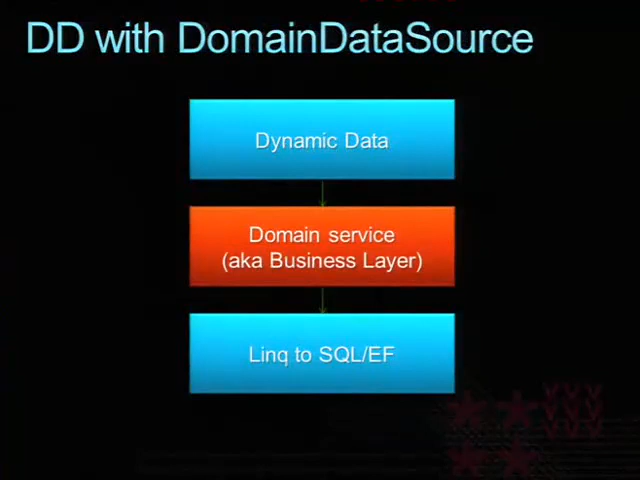 DD with DomainDataSource
Dynamic Data
Domain service
(aka Business Layer)
Linq to SQL/EF